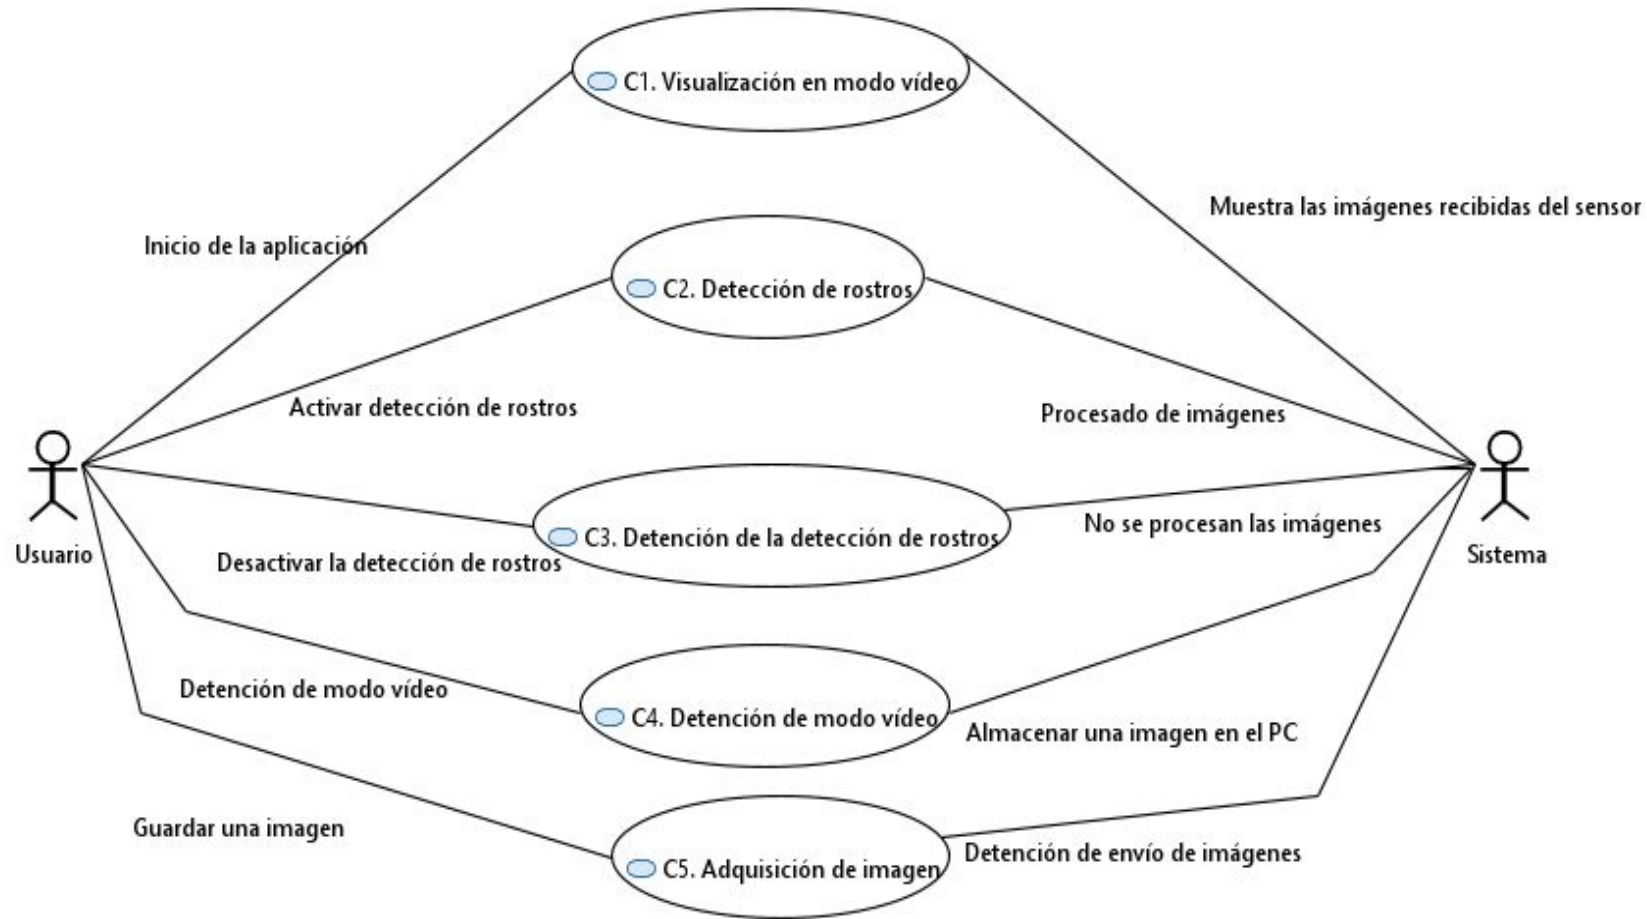 C1. Visualización en modo vídeo
Muestra las imágenes recibidas del sensor
Inicio de la aplicación
C2. Detección de rostros
Activar detección de rostros
Procesado de imágenes
C3. Detención de la detección de rostros
No se procesan las imágenes
Usuario
Sistema
Desactivar la detección de rostros
Detención de modo vídeo
C4. Detención de modo vídeo
Almacenar una imagen en el PC
Guardar una imagen
C5. Adquisición de imagen
Detención de envío de imágenes